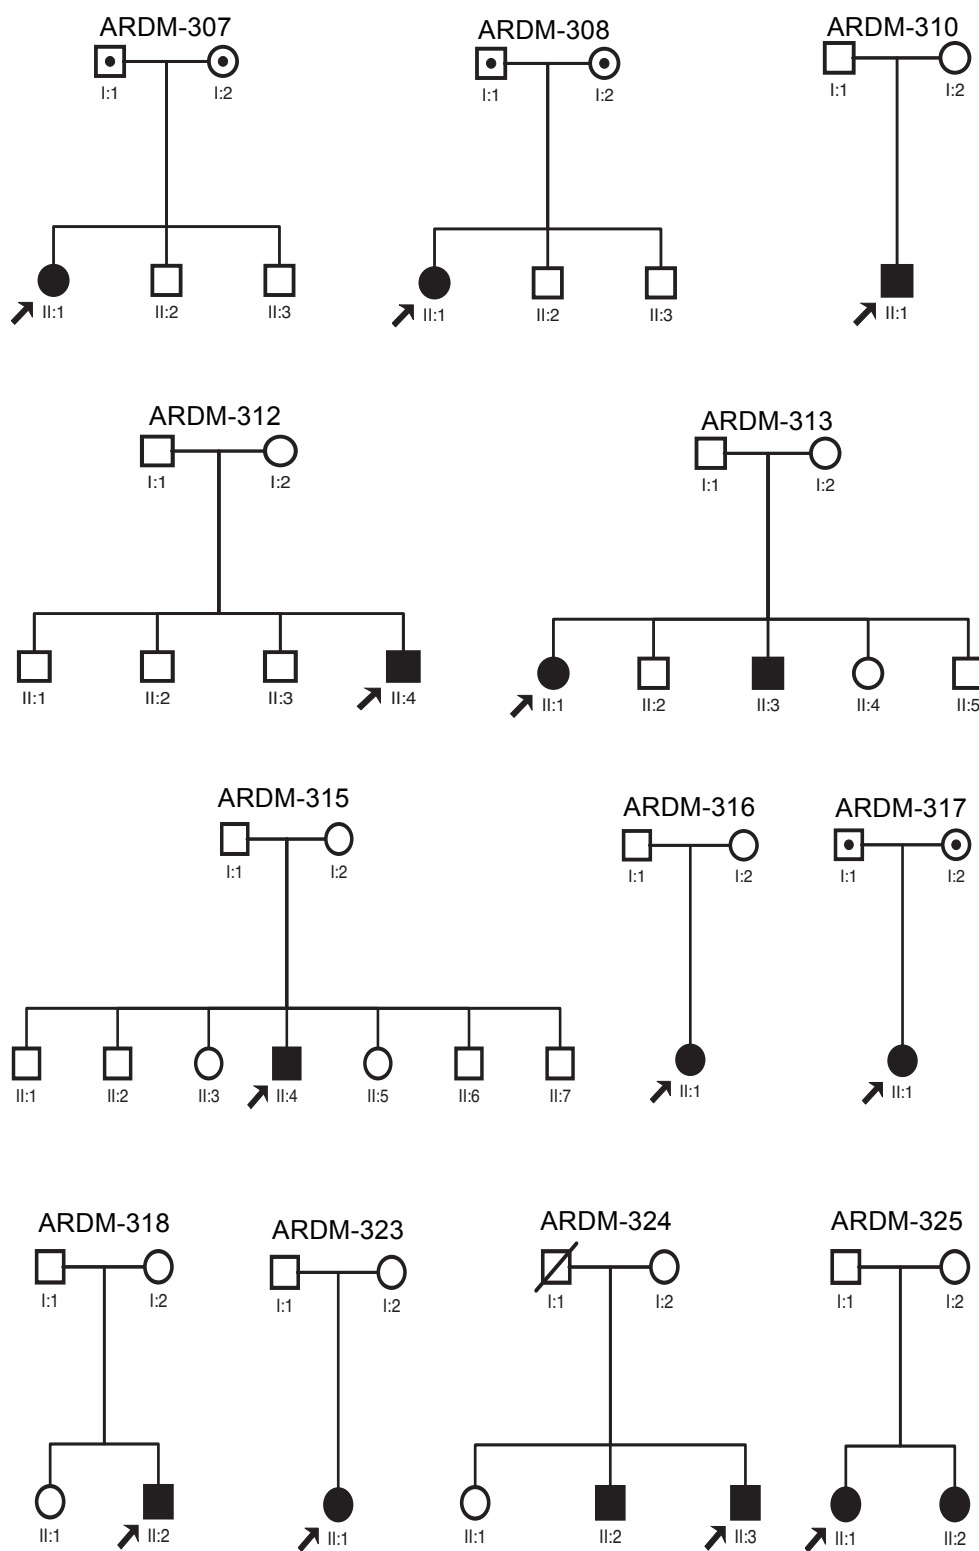 ARDM-307 ARDM-308 ARDM-310
I:1 I:2 I:1 I:2 I:1 I:2
II:1 II:2 II:3 II:1 II:2 II:3 II:1
ARDM-312 ARDM-313
I:1 I:2 I:1 I:2
II:1 II:2 II:3 II:4 II:1 II:2 II:3 II:4 II:5
ARDM-315 ARDM-316 ARDM-317
I:1 I:2 I:1 I:2 I:1 I:2
II:1 II:2 II:3 II:4 II:5 II:6 II:7 II:1 II:1
ARDM-318 ARDM-323 ARDM-324 ARDM-325
I:1 I:2 I:1 I:2 I:1 I:2 I:1 I:2
II:1 II:2 II:1 II:1 II:2 II:3 II:1 II:2